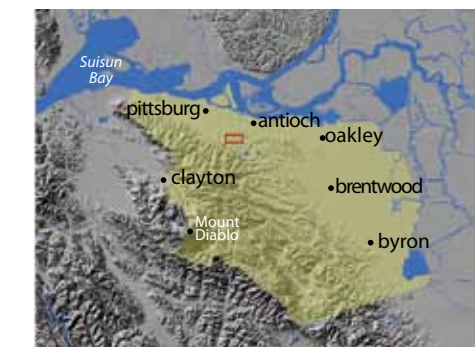 Suisun
Bay
pittsburg
antioch
oakley
clayton
brentwood
Mount
Diablo
byron